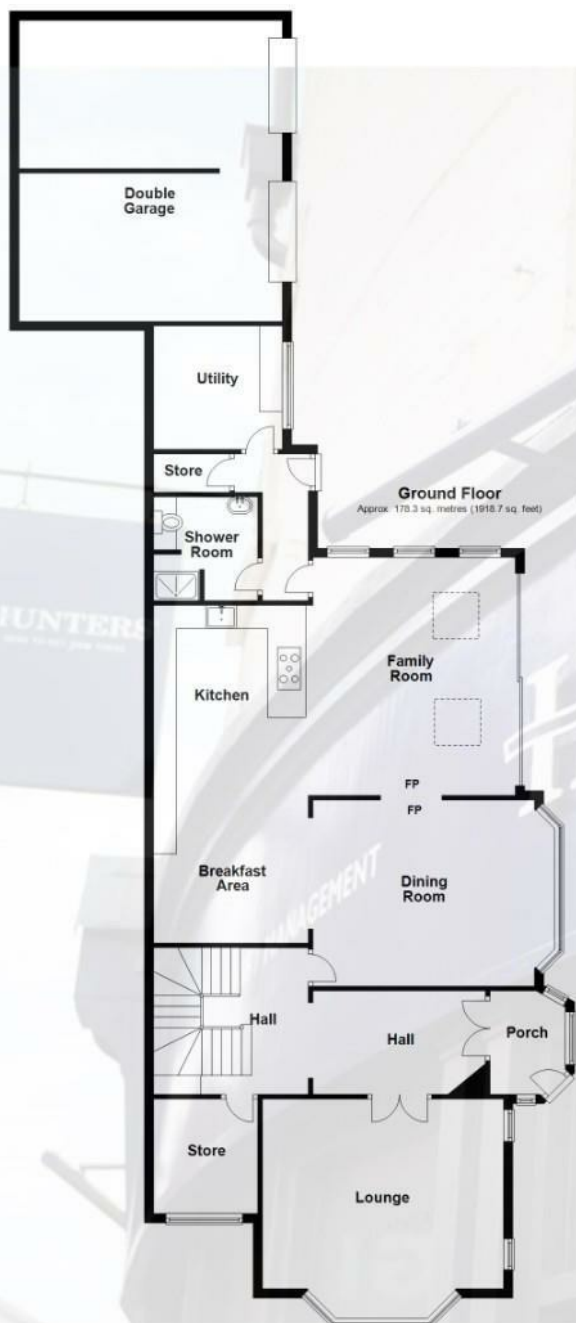 Double
Garage
Utility
Store
Ground Floor
Approx. 178.3 sq. metres (1918.7 sq. feet)
Shower
Room
HUNTERS
Kitchen
Family
Room
FP
FP
Breakfast
Area
Dining
Room
MANAGEMENT
Hall
Hall
Porch
Store
Lounge